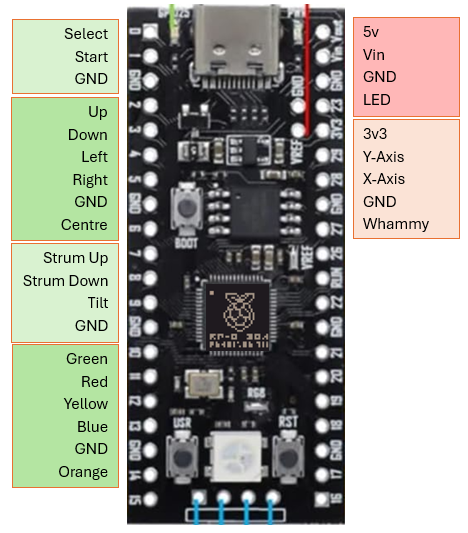 Select
Start
GND
Up
Down
Left
Right
GND
Centre
Strum Up
Strum Down
Tilt
GND
Green
Red
Yellow
Blue
GND
Orange
0
1
GND
2
3
4
5
GND
6
7
8
9
GND
10
11
12
13
GND
14
15
BOOT
USR
RGB
RST
GND
VREF
VREF
Vin
GND
23
3V3
29
28
GND
27
26
RUN
22
GND
21
20
19
18
GND
17
16
5v
Vin
GND
LED
3v3
Y-Axis
X-Axis
GND
Whammy